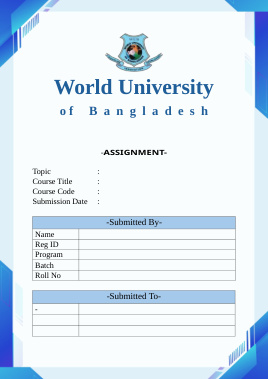 World University
of Bangladesh
-ASSIGNMENT-
Topic :
Course Title :
Course Code :
Submission Date :
-Submitted By-
Name
Reg ID
Program
Batch
Roll No
-Submitted To-
-